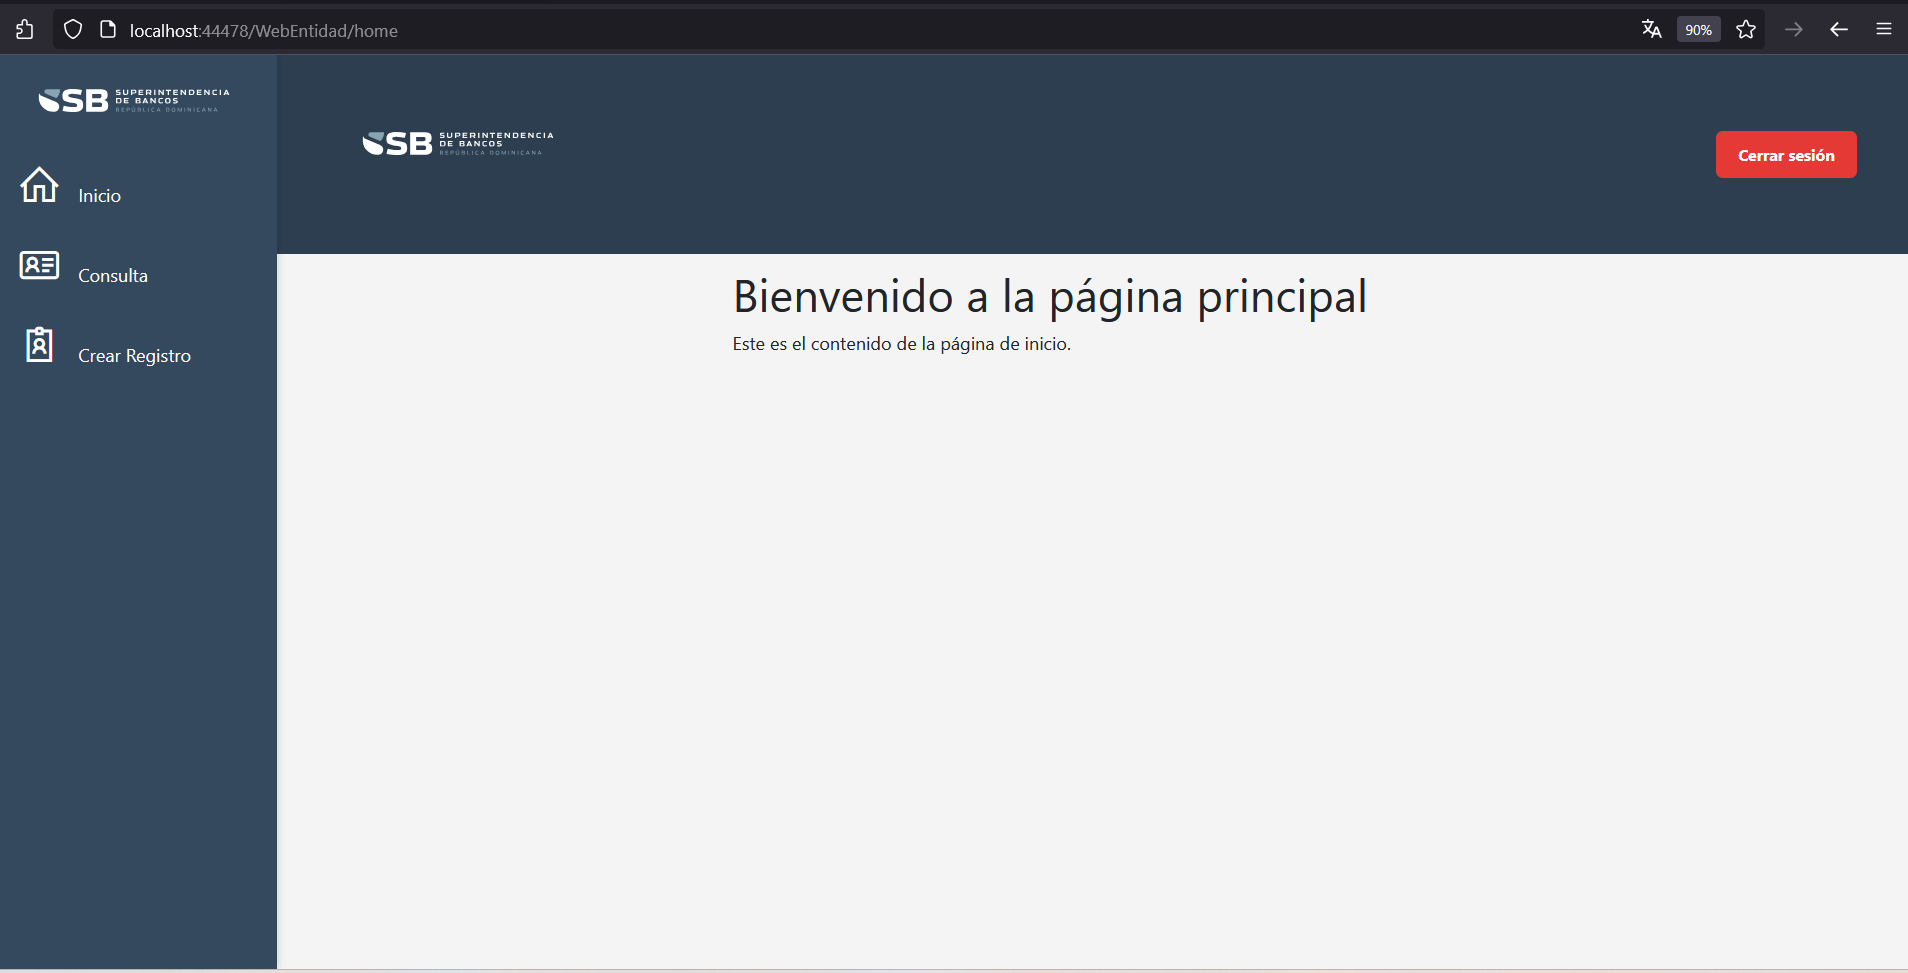 localhost:44478/WebEntidad/home
90%
SB SUPERINTENDENCIA
DE BANCOS
REPÚBLICA DOMINICANA
Inicio
Consulta
Crear Registro
SB SUPERINTENDENCIA
DE BANCOS
REPÚBLICA DOMINICANA
Cerrar sesión
Bienvenido a la página principal
Este es el contenido de la página de inicio.